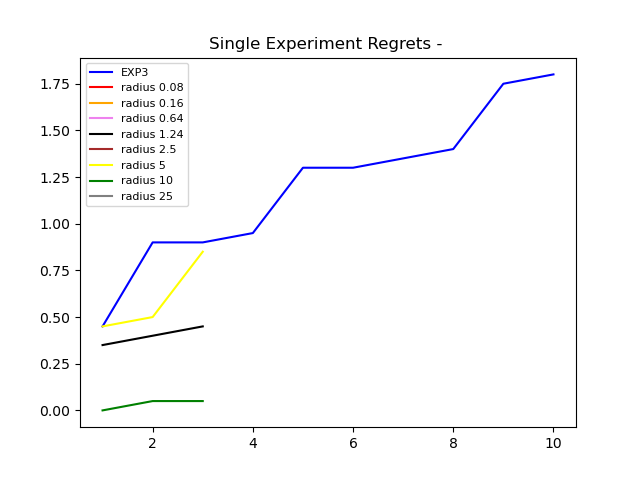 Single Experiment Regrets -
EXP3
radius 0.08
radius 0.16
radius 0.64
radius 1.24
radius 2.5
radius 5
radius 10
radius 25
1.75
1.50
1.25
1.00
0.75
0.50
0.25
0.00
2 4 6 8 10